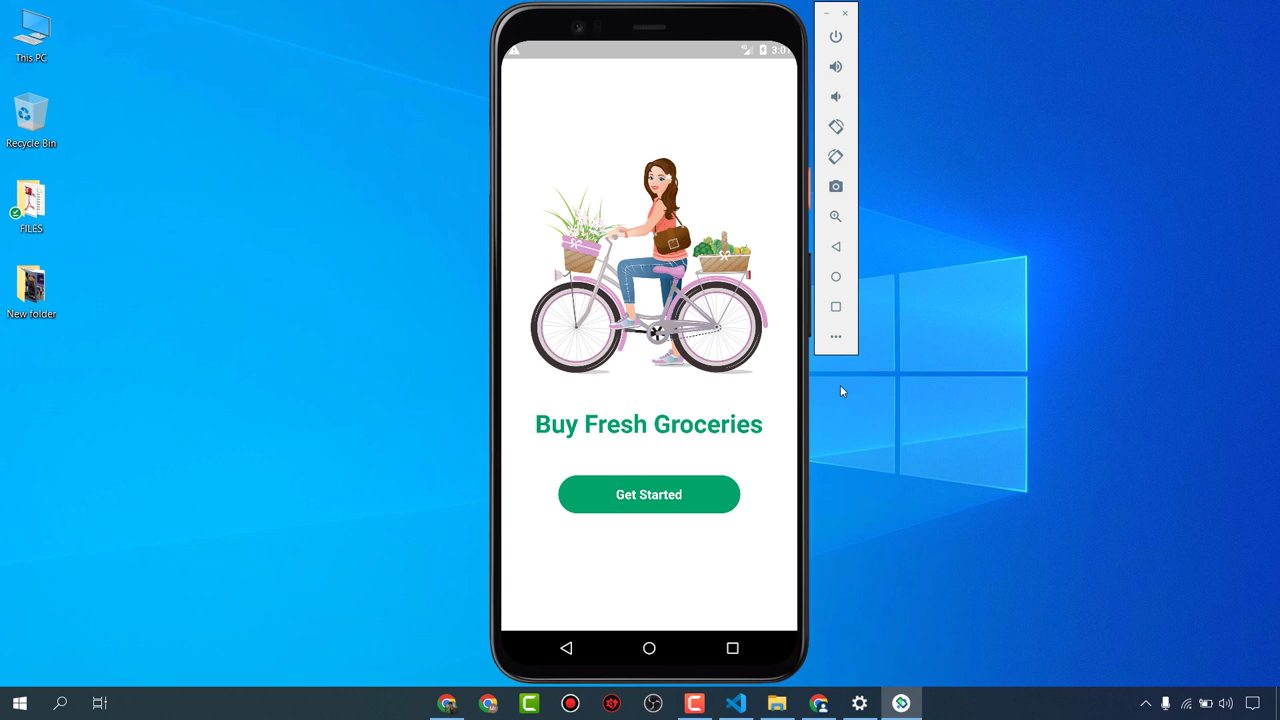 This PC
Recycle Bin
FILES
New folder
Buy Fresh Groceries
Get Started